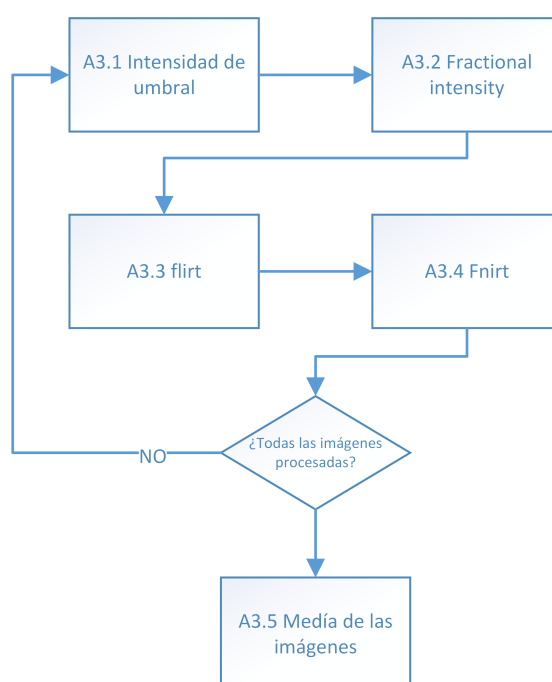 A3.1 Intensidad de
umbral
A3.2 Fractional
intensity
A3.3 flirt
A3.4 Fnirt
¿Todas las imágenes
procesadas?
NO
A3.5 Medía de las
imágenes